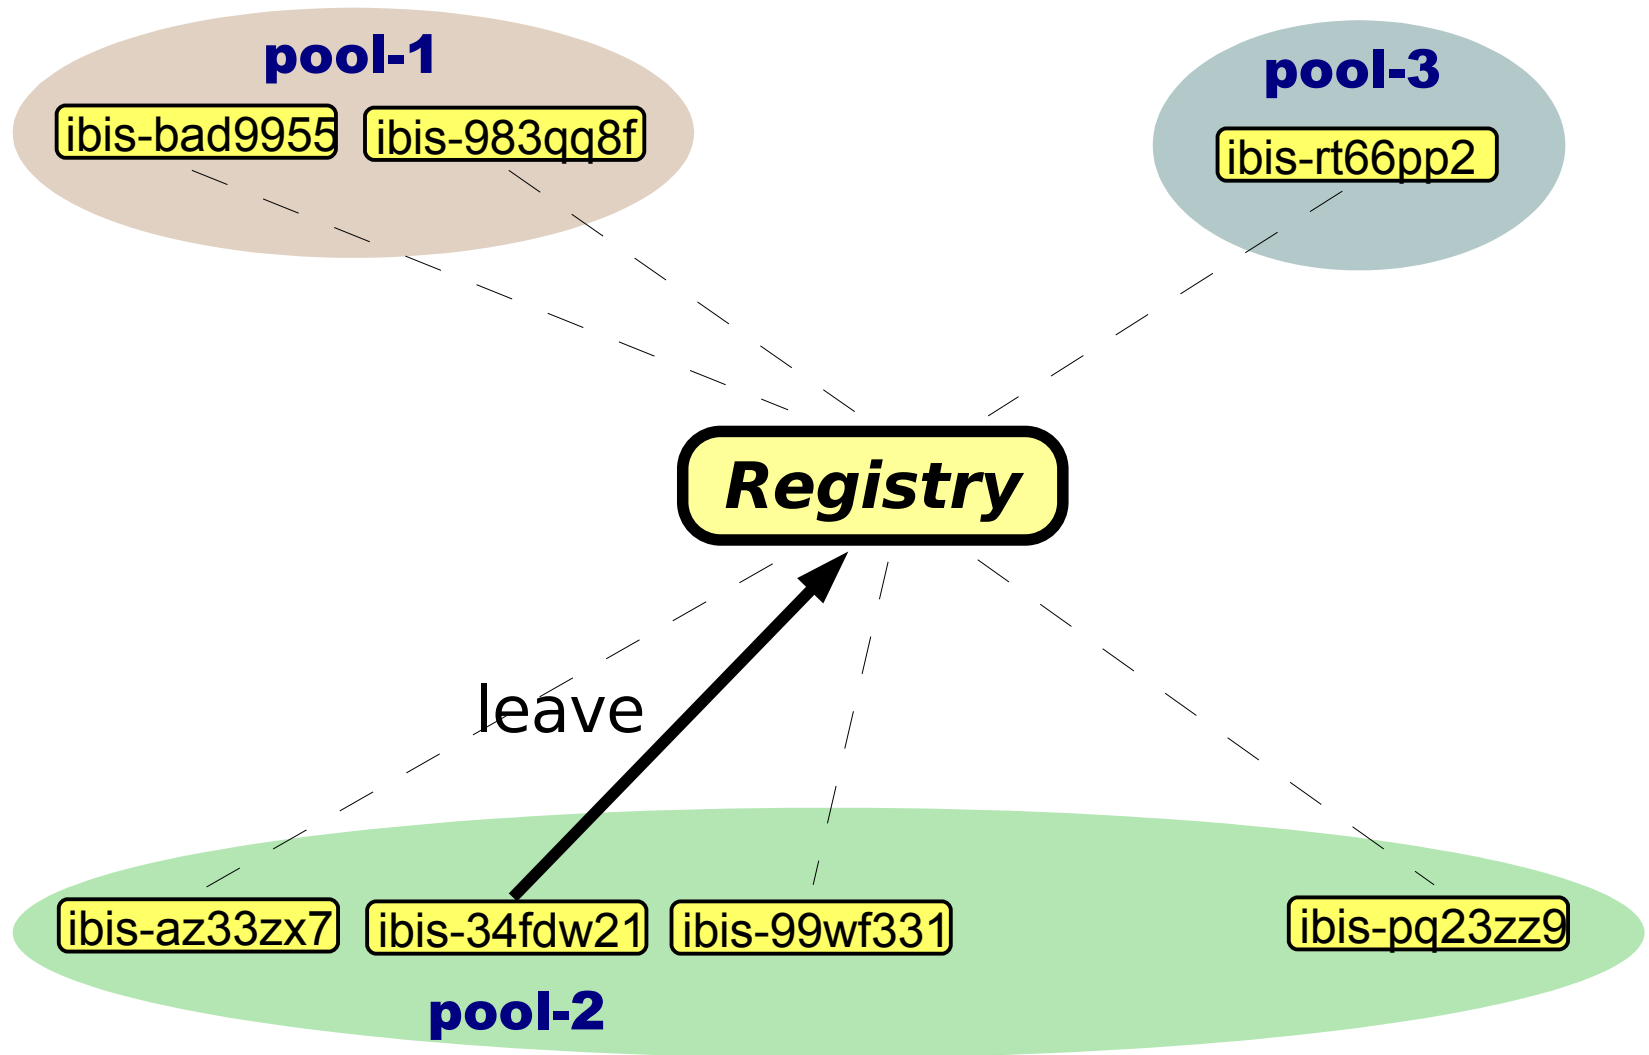 pool-1
pool-3
ibis-bad9955
ibis-983qq8f
ibis-rt66pp2
Registry
leave
ibis-az33zx7
ibis-34fdw21
ibis-99wf331
ibis-pq23zz9
pool-2